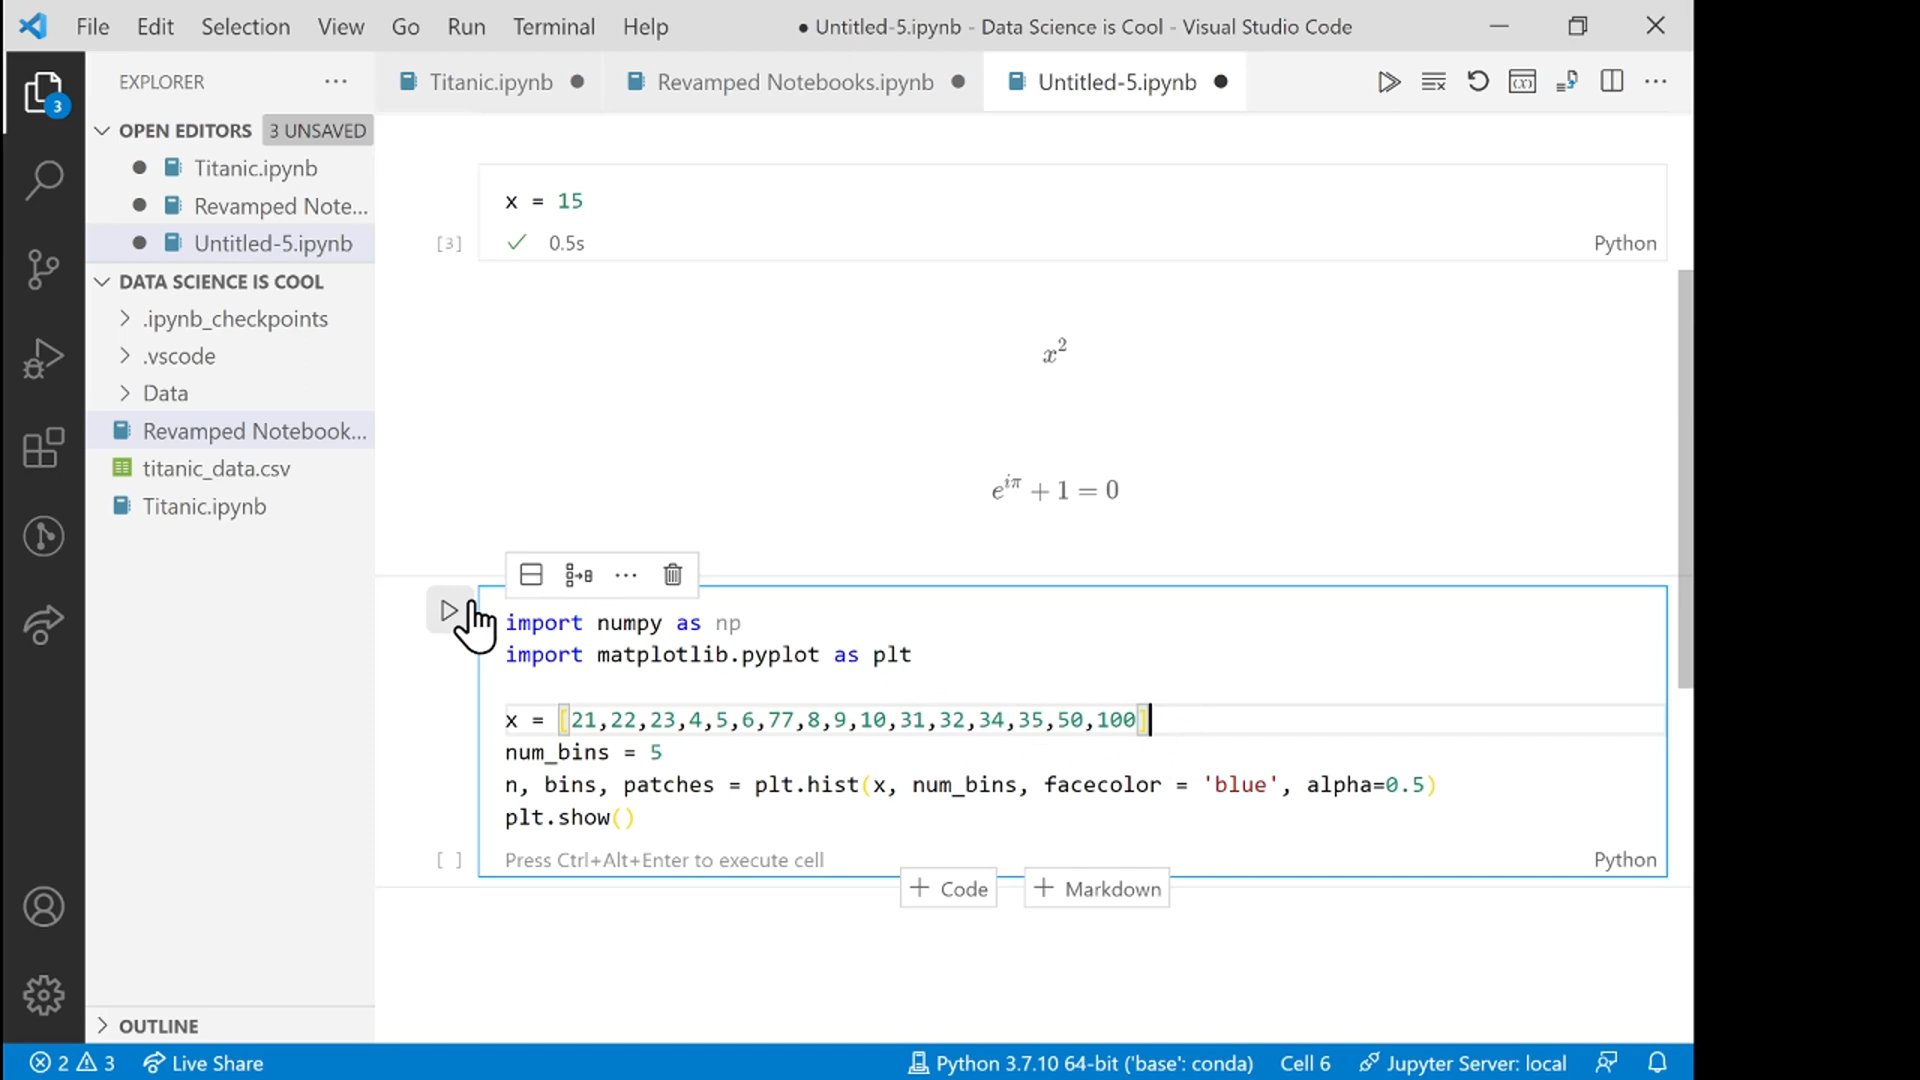 File Edit Selection View Go Run Terminal Help
● Untitled-5.ipynb - Data Science is Cool - Visual Studio Code
EXPLORER
Titanic.ipynb
Revamped Notebooks.ipynb
Untitled-5.ipynb
3
OPEN EDITORS
3 UNSAVED
Titanic.ipynb
Revamped Note...
Untitled-5.ipynb
DATA SCIENCE IS COOL
.ipynb_checkpoints
.vscode
Data
Revamped Notebook...
titanic_data.csv
Titanic.ipynb
OUTLINE
x = 15
[3] 0.5s Python
x²
e^{iπ} + 1 = 0
import numpy as np
import matplotlib.pyplot as plt
x = [21,22,23,4,5,6,77,8,9,10,31,32,34,35,50,100]
num_bins = 5
n, bins, patches = plt.hist(x, num_bins, facecolor = 'blue', alpha=0.5)
plt.show()
[ ] Press Ctrl+Alt+Enter to execute cell Python
+ Code + Markdown
2 3 Live Share Python 3.7.10 64-bit ('base': conda) Cell 6 Jupyter Server: local